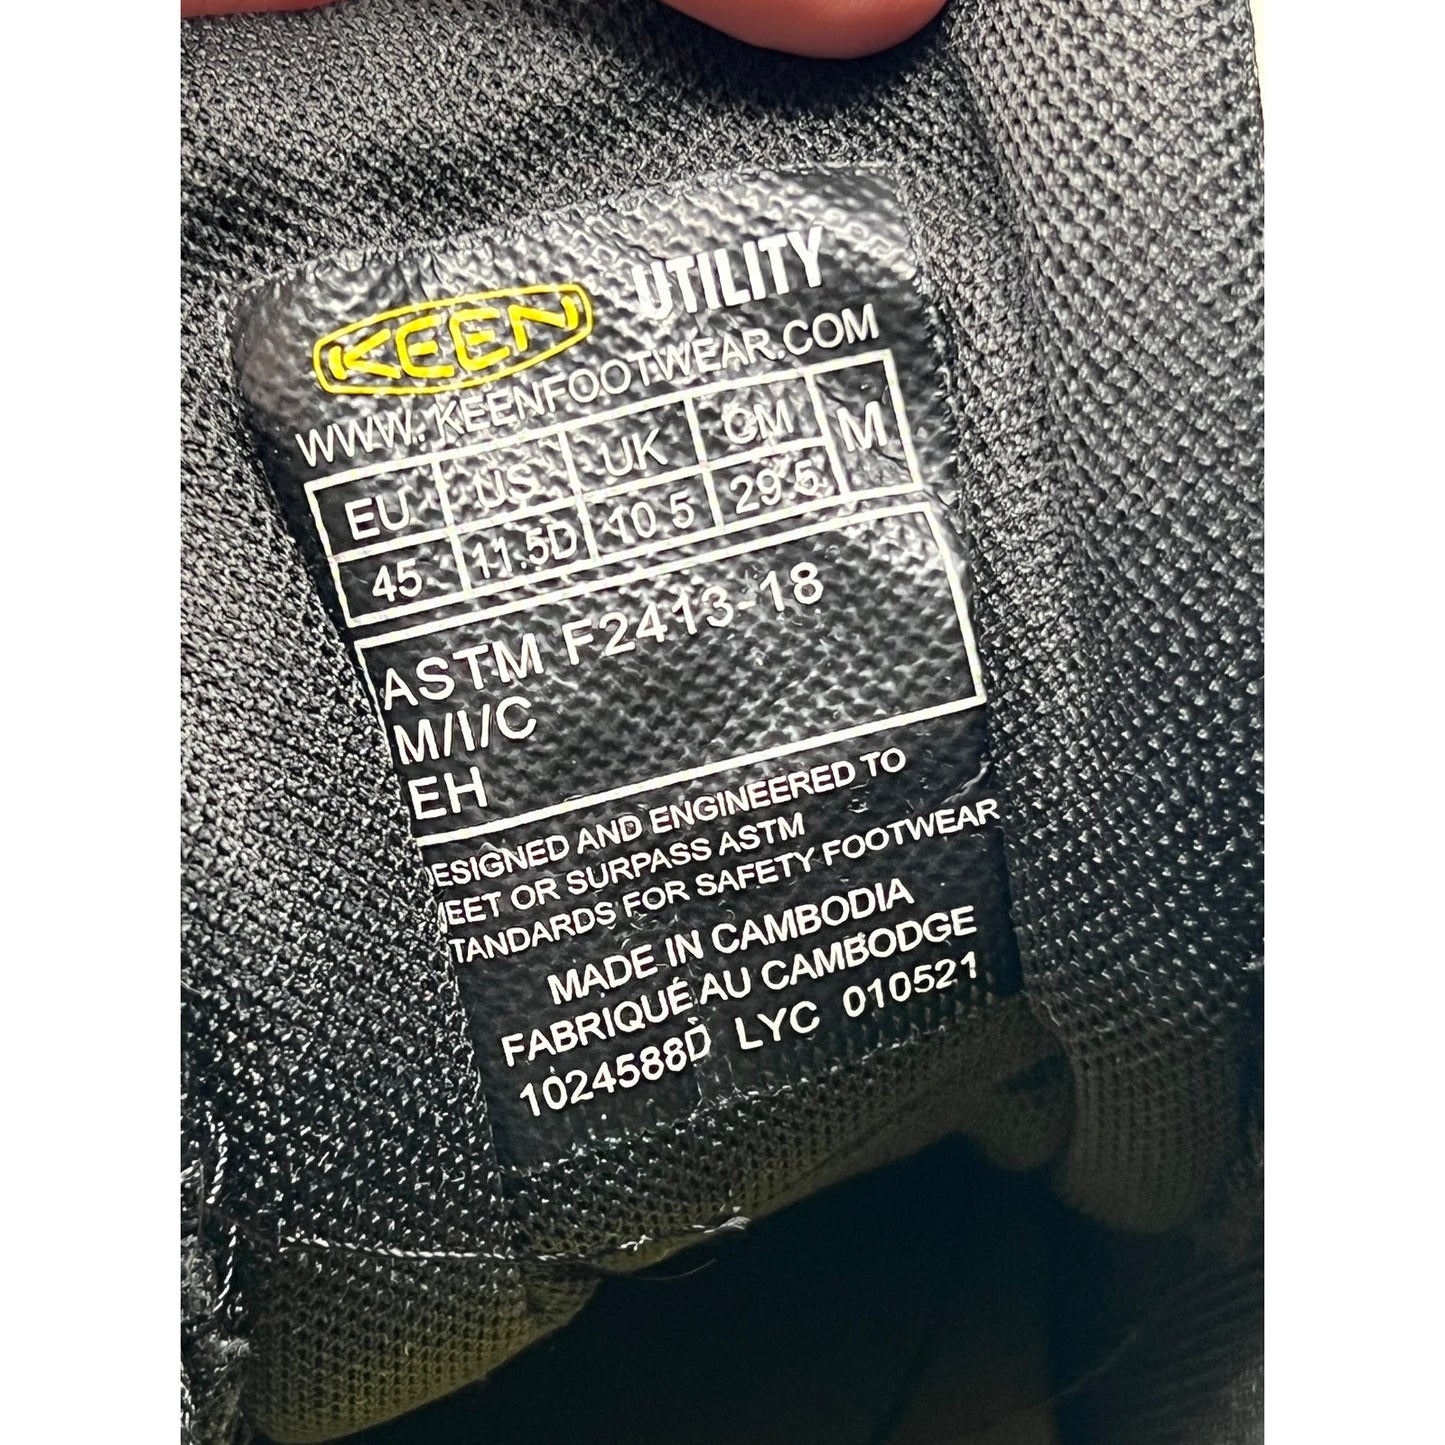 KEEN UTILITY
WWW.KEENFOOTWEAR.COM
EU US UK CM M
45 11.5D 10.5 29.5
ASTM F2413-18
M/I/C
EH
DESIGNED AND ENGINEERED TO
MEET OR SURPASS ASTM
STANDARDS FOR SAFETY FOOTWEAR
MADE IN CAMBODIA
FABRIQUÉ AU CAMBODGE
1024588D LYC 010521